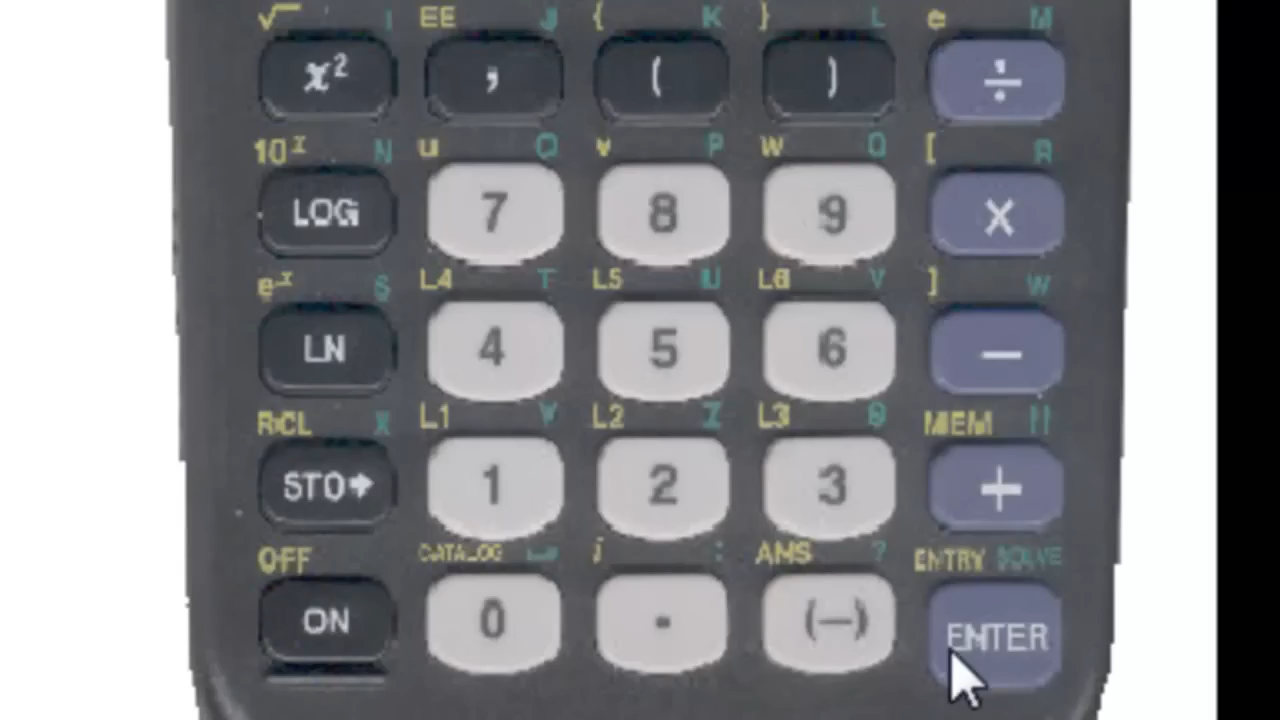 √ I EE J { K } L e M
x² , ( ) ÷
10ˣ N u O v P w Q [ R
LOG 7 8 9 X
eˣ S L4 T L5 U L6 V ] W
LN 4 5 6 −
RCL X L1 Y L2 Z L3 θ MEM "
STO→ 1 2 3 +
OFF CATALOG i : ANS ? ENTRY SOLVE
ON 0 . (−) ENTER